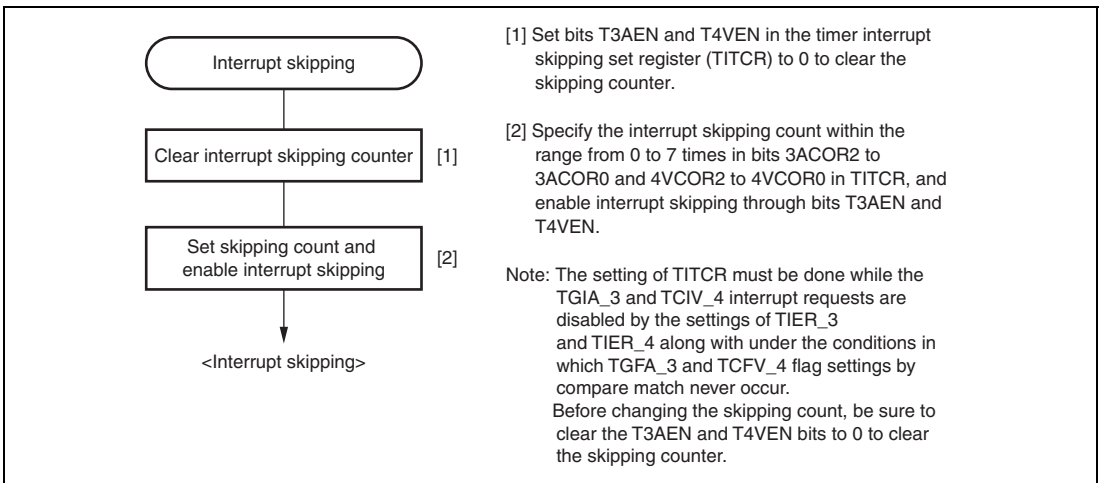 Interrupt skipping
Clear interrupt skipping counter [1]
Set skipping count and
enable interrupt skipping [2]
<Interrupt skipping>
[1] Set bits T3AEN and T4VEN in the timer interrupt
skipping set register (TITCR) to 0 to clear the
skipping counter.
[2] Specify the interrupt skipping count within the
range from 0 to 7 times in bits 3ACOR2 to
3ACOR0 and 4VCOR2 to 4VCOR0 in TITCR, and
enable interrupt skipping through bits T3AEN and
T4VEN.
Note: The setting of TITCR must be done while the
TGIA_3 and TCIV_4 interrupt requests are
disabled by the settings of TIER_3
and TIER_4 along with under the conditions in
which TGFA_3 and TCFV_4 flag settings by
compare match never occur.
Before changing the skipping count, be sure to
clear the T3AEN and T4VEN bits to 0 to clear
the skipping counter.